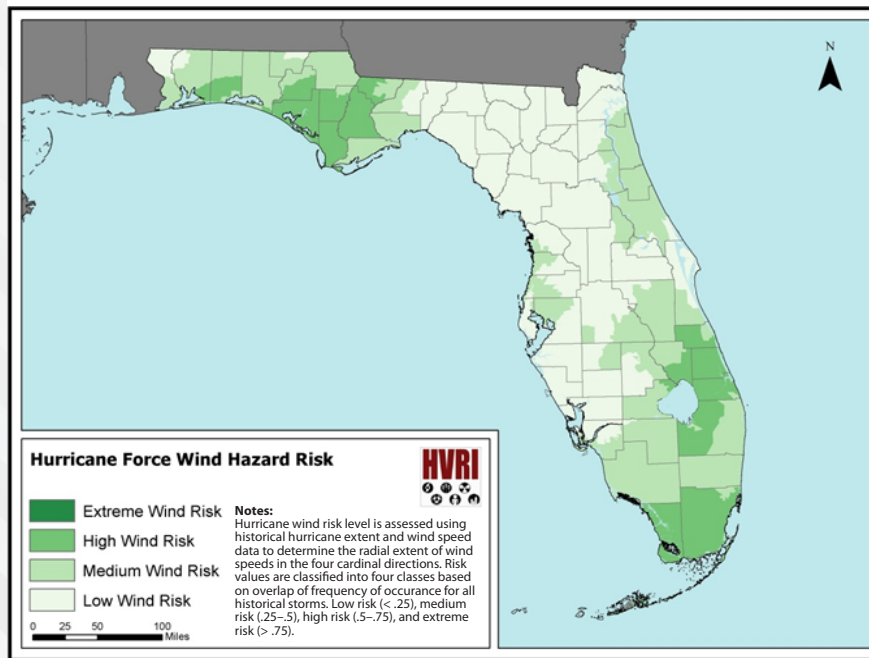 N
Hurricane Force Wind Hazard Risk
HVRI
Extreme Wind Risk
High Wind Risk
Medium Wind Risk
Low Wind Risk
0 25 50 100
Miles
Notes:
Hurricane wind risk level is assessed using
historical hurricane extent and wind speed
data to determine the radial extent of wind
speeds in the four cardinal directions. Risk
values are classified into four classes based
on overlap of frequency of occurance for all
historical storms. Low risk (< .25), medium
risk (.25–.5), high risk (.5–.75), and extreme
risk (> .75).